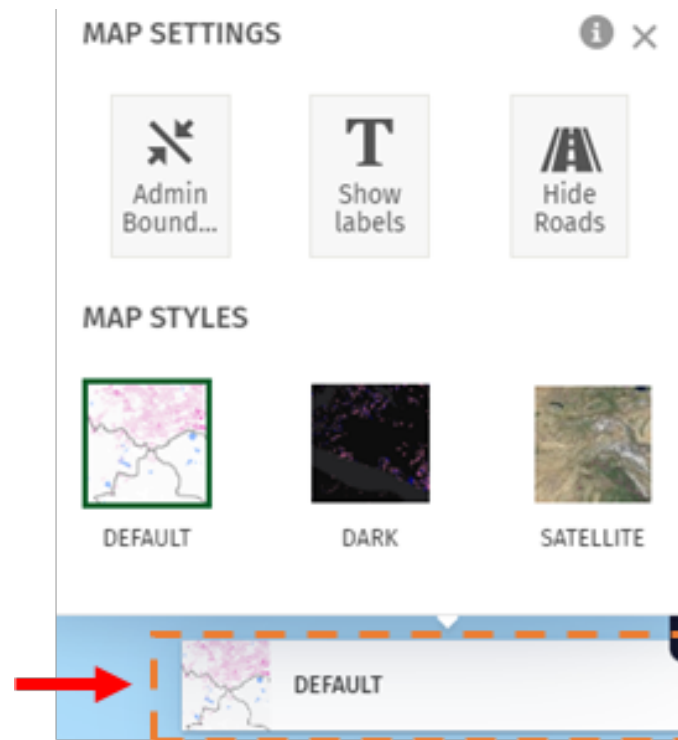 MAP SETTINGS
Admin
Bound...
Show
labels
Hide
Roads
MAP STYLES
DEFAULT
DARK
SATELLITE
DEFAULT